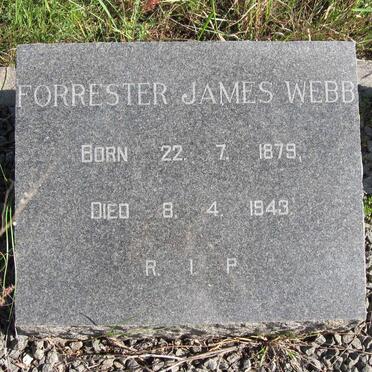 FORRESTER JAMES WEBB
BORN 22. 7. 1879.
DIED 8. 4. 1943.
R. I. P